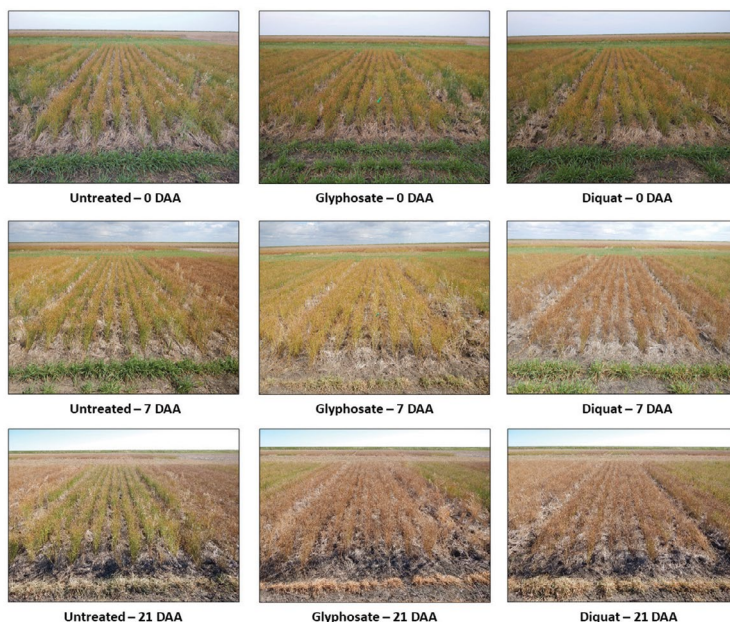 Untreated – 0 DAA
Glyphosate – 0 DAA
Diquat – 0 DAA
Untreated – 7 DAA
Glyphosate – 7 DAA
Diquat – 7 DAA
Untreated – 21 DAA
Glyphosate – 21 DAA
Diquat – 21 DAA